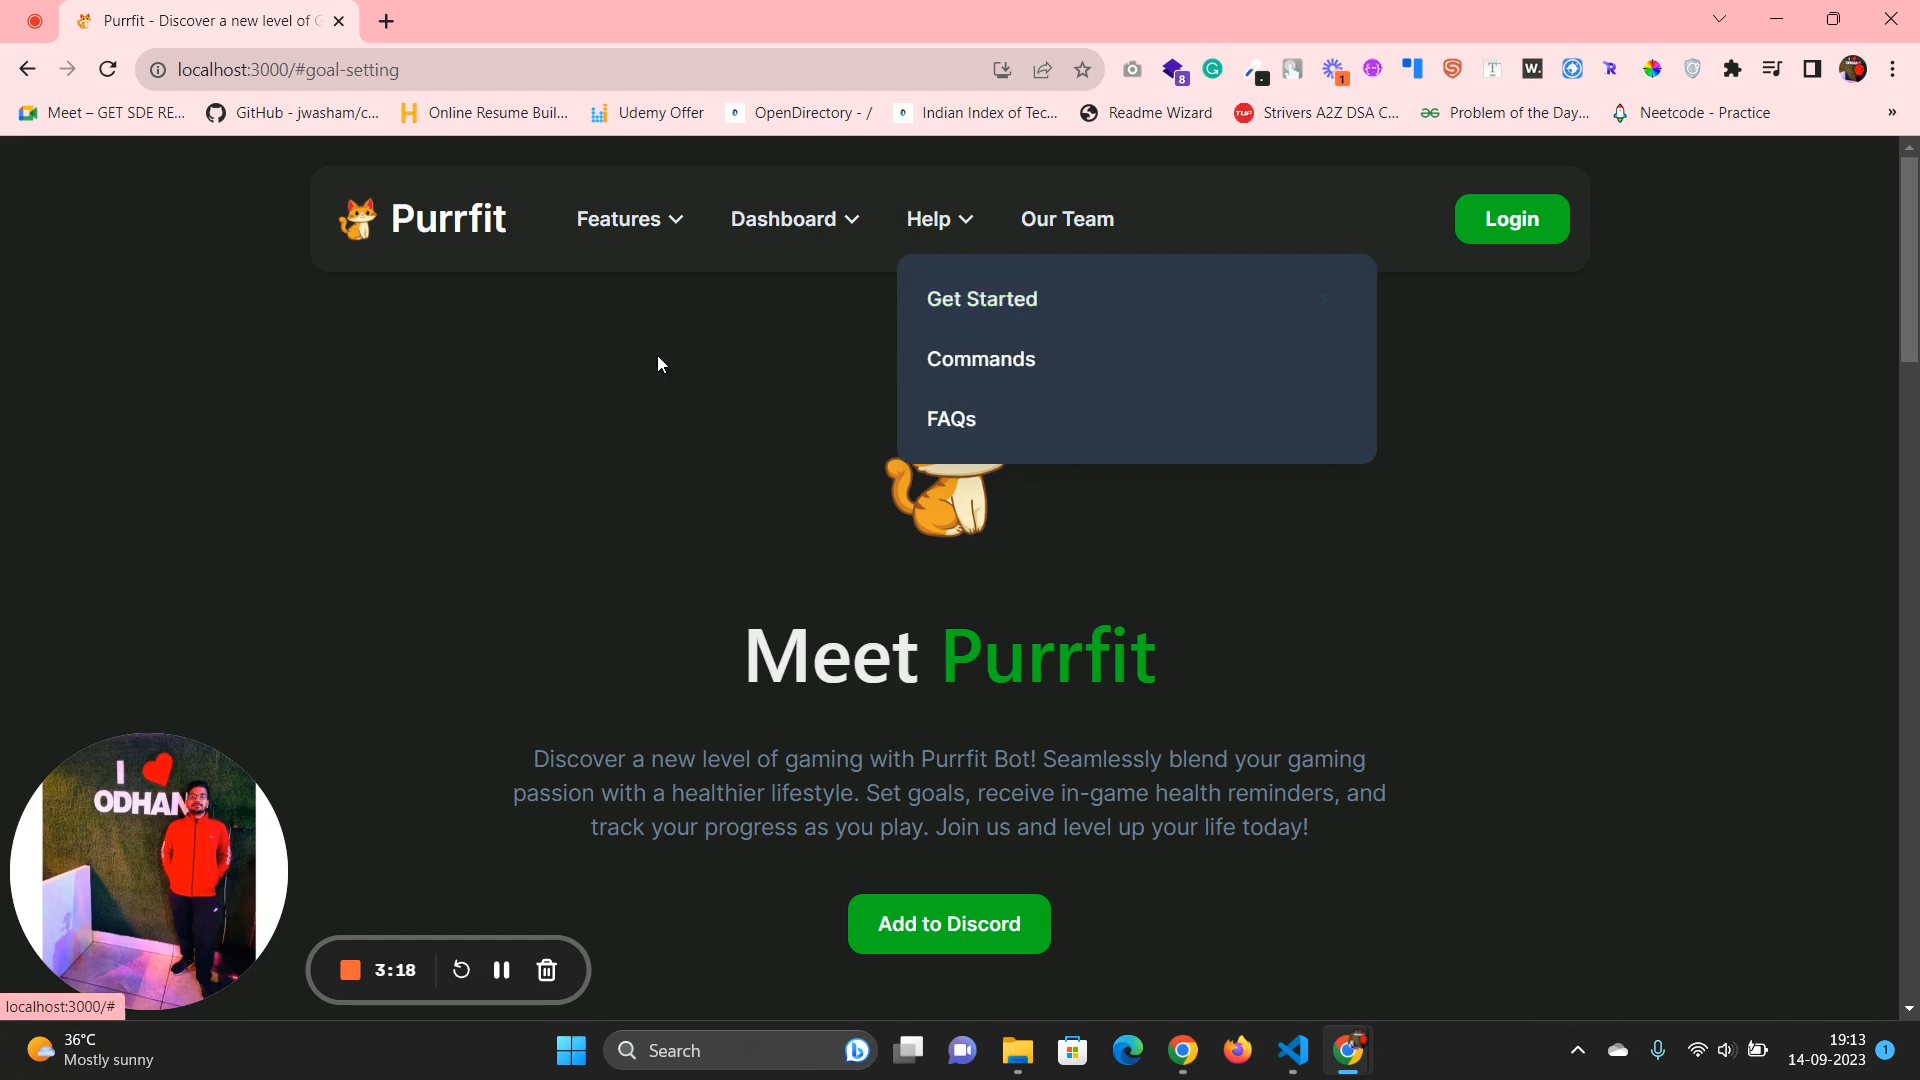 Purrfit - Discover a new level of G
localhost:3000/#goal-setting
8
1
W.
Meet – GET SDE RE...
GitHub - jwasham/c...
Online Resume Buil...
Udemy Offer
OpenDirectory - /
Indian Index of Tec...
Readme Wizard
TUF
Strivers A2Z DSA C...
Problem of the Day...
Neetcode - Practice
»
Purrfit
Features
Dashboard
Help
Our Team
Login
Get Started
Commands
FAQs
Meet Purrfit
Discover a new level of gaming with Purrfit Bot! Seamlessly blend your gaming
passion with a healthier lifestyle. Set goals, receive in-game health reminders, and
track your progress as you play. Join us and level up your life today!
Add to Discord
I
ODHAN
3:18
localhost:3000/#
36°C
Mostly sunny
Search
19:13
14-09-2023
1